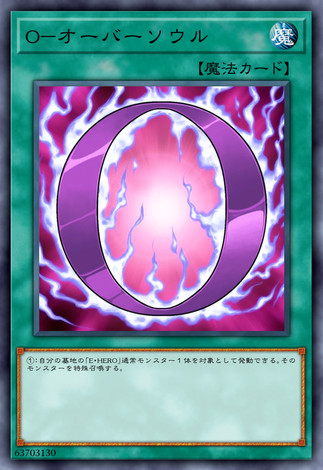 O－オーバーソウル
魔
【魔法カード】
O
①：自分の墓地の「E・HERO」通常モンスター１体を対象として発動できる。その
モンスターを特殊召喚する。
63703130